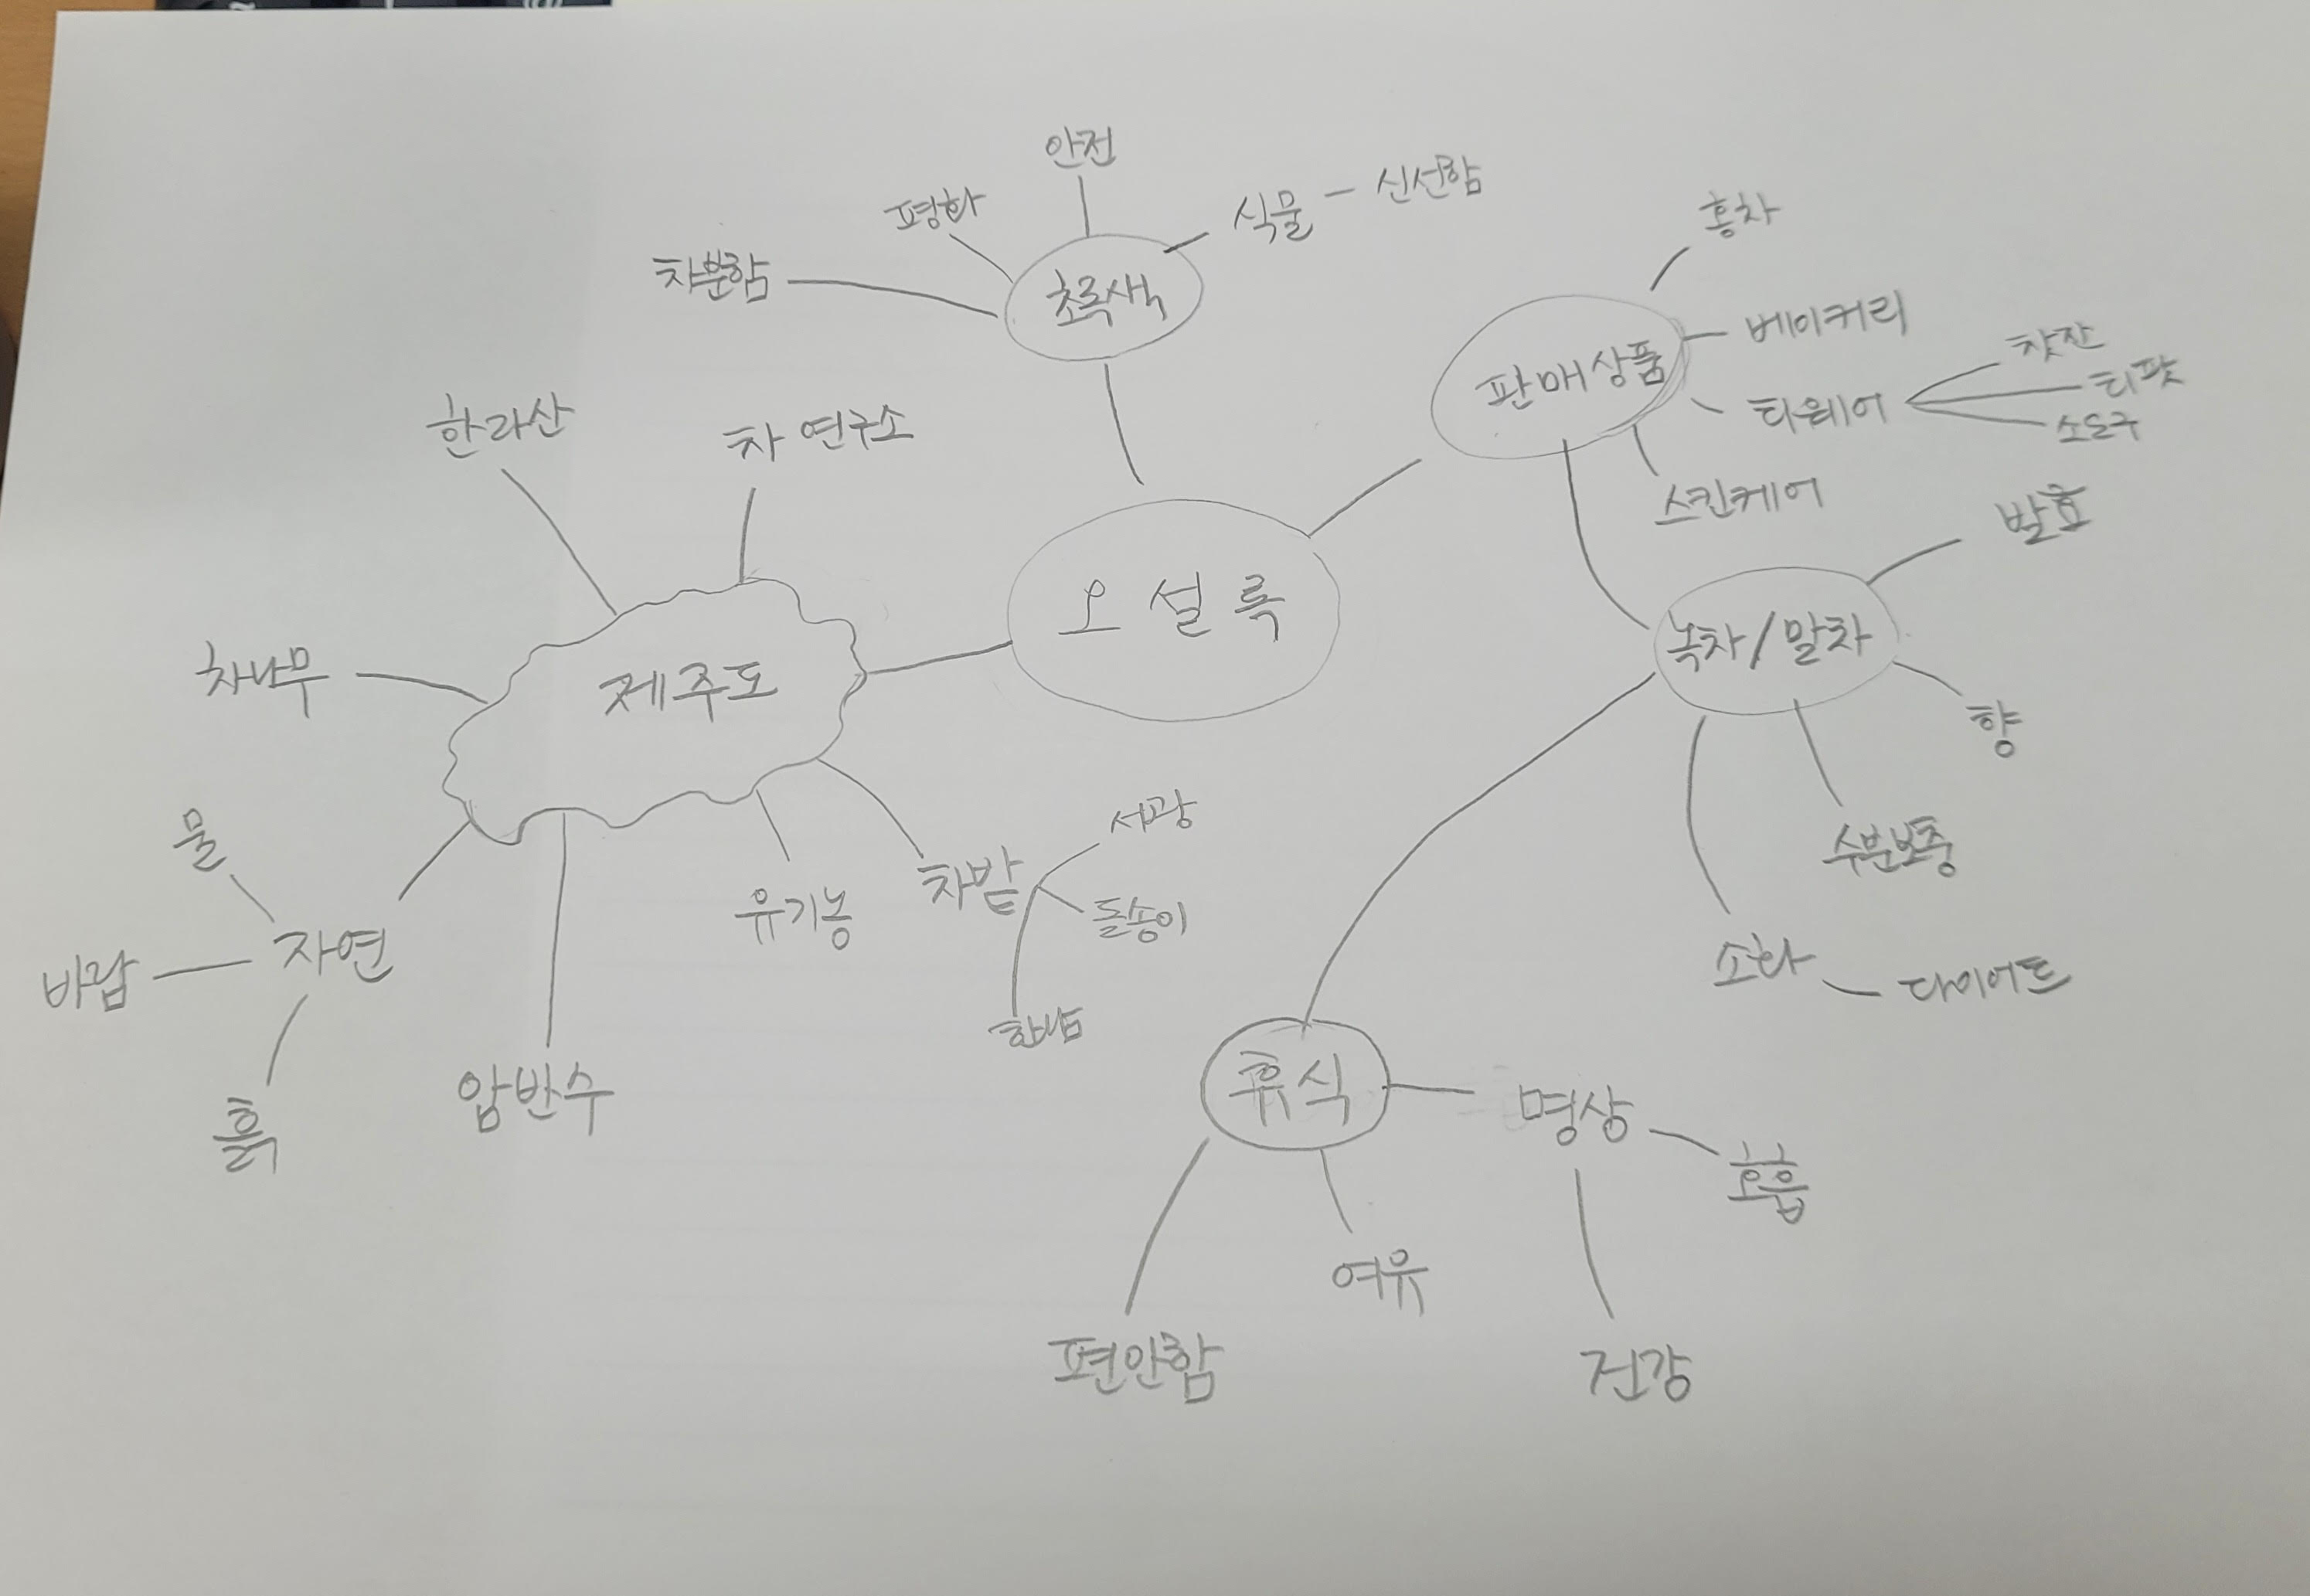 안전
평화
식물 - 신선함
차분함
초록색
홍차
베이커리
판매상품
찻잔
티팟
티웨어
소도구
스킨케어
한라산
차 연구소
발효
오설록
녹차/말차
차나무
제주도
향
물
서광
수분보충
유기농
차밭
돌송이
바람
자연
소화
다이어트
한남
흙
암반수
휴식
명상
호흡
여유
편안함
건강